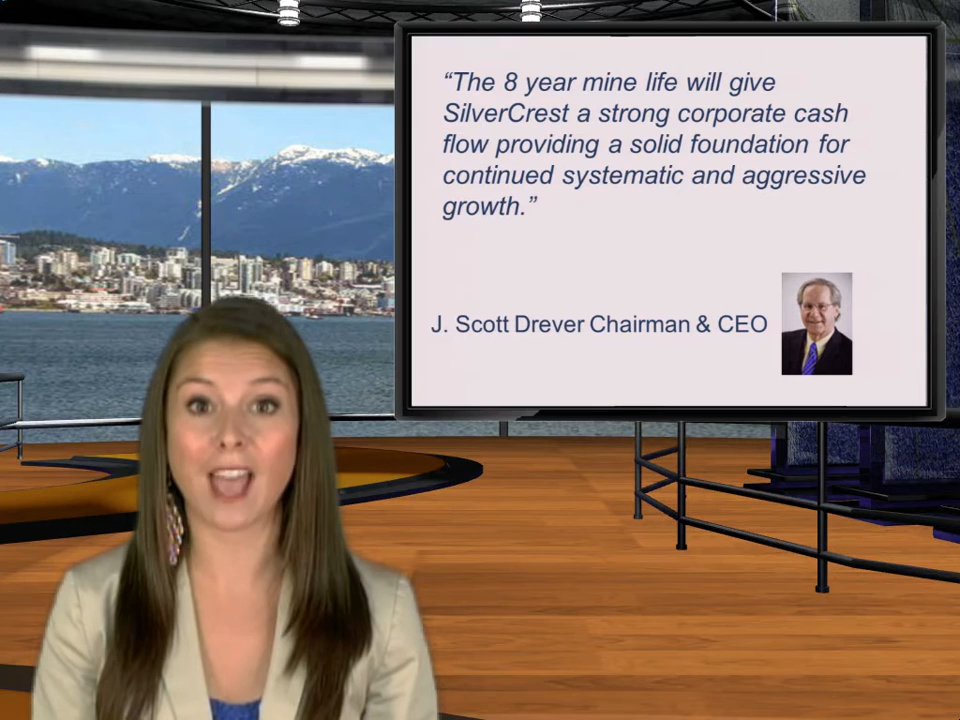 “The 8 year mine life will give
SilverCrest a strong corporate cash
flow providing a solid foundation for
continued systematic and aggressive
growth.”
J. Scott Drever Chairman & CEO